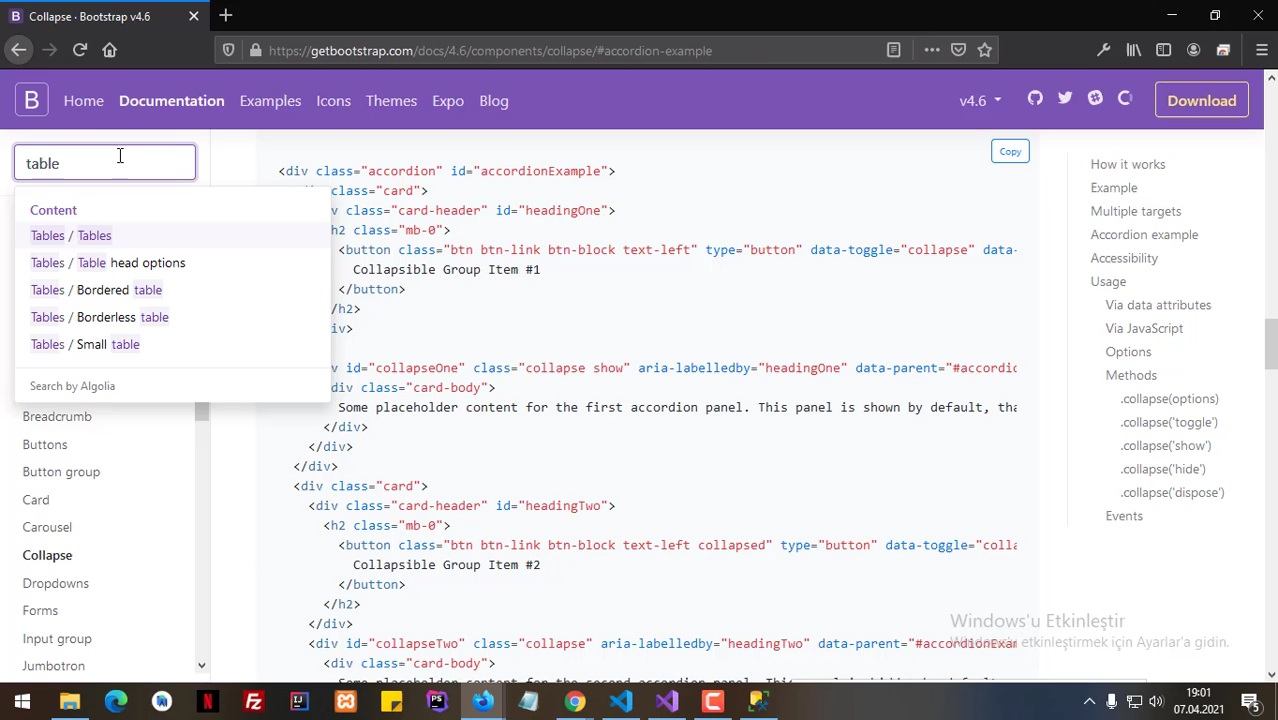 Collapse · Bootstrap v4.6
https://getbootstrap.com/docs/4.6/components/collapse/#accordion-example
B
Home
Documentation
Examples
Icons
Themes
Expo
Blog
v4.6
Download
table
Content
Tables / Tables
Tables / Table head options
Tables / Bordered table
Tables / Borderless table
Tables / Small table
Search by Algolia
Breadcrumb
Buttons
Button group
Card
Carousel
Collapse
Dropdowns
Forms
Input group
Jumbotron
Copy
<div class="accordion" id="accordionExample">
div class="card">
v class="card-header" id="headingOne">
h2 class="mb-0">
<button class="btn btn-link btn-block text-left" type="button" data-toggle="collapse" data-
Collapsible Group Item #1
</button>
/h2>
v>
v id="collapseOne" class="collapse show" aria-labelledby="headingOne" data-parent="#accordio
div class="card-body">
Some placeholder content for the first accordion panel. This panel is shown by default, tha
</div>
</div>
</div>
<div class="card">
<div class="card-header" id="headingTwo">
<h2 class="mb-0">
<button class="btn btn-link btn-block text-left collapsed" type="button" data-toggle="colla
Collapsible Group Item #2
</button>
</h2>
</div>
<div id="collapseTwo" class="collapse" aria-labelledby="headingTwo" data-parent="#accordionExam
<div class="card-body">
How it works
Example
Multiple targets
Accordion example
Accessibility
Usage
Via data attributes
Via JavaScript
Options
Methods
.collapse(options)
.collapse('toggle')
.collapse('show')
.collapse('hide')
.collapse('dispose')
Events
Windows'u Etkinleştir
Windows'u etkinleştirmek için Ayarlar'a gidin.
19:01
07.04.2021